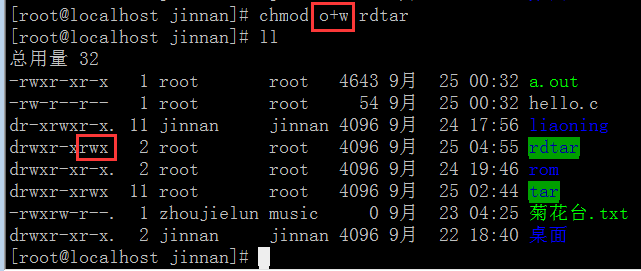 [root@localhost jinnan]# chmod o+w rdtar
[root@localhost jinnan]# ll
总用量 32
-rwxr-xr-x 1 root root 4643 9月 25 00:32 a.out
-rw-r--r-- 1 root root 54 9月 25 00:32 hello.c
dr-xrwxr-x. 11 jinnan jinnan 4096 9月 24 17:56 liaoning
drwxr-xrwx 2 root root 4096 9月 25 04:55 rdtar
drwxr-xr-x. 2 root root 4096 9月 24 19:46 rom
drwxr-xrwx 11 root root 4096 9月 25 02:44 tar
-rwxrw-r--. 1 zhoujielun music 0 9月 23 04:25 菊花台.txt
drwxr-xr-x. 2 jinnan jinnan 4096 9月 22 18:40 桌面
[root@localhost jinnan]#